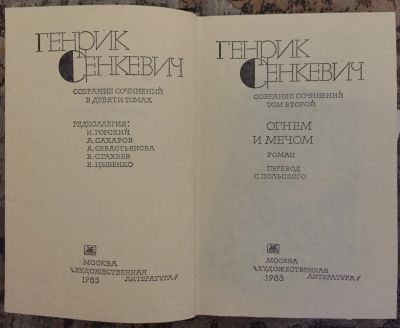 ГЕНРИК
СЕНКЕВИЧ
СОБРАНИЕ СОЧИНЕНИЙ
В ДЕВЯТИ ТОМАХ
РЕДКОЛЛЕГИЯ:
И.ГОРСКИЙ
А.САХАРОВ
А.СЕВАСТЬЯНОВА
Б.СТАХЕЕВ
Е.ЦЫБЕНКО
МОСКВА
«ХУДОЖЕСТВЕННАЯ
ЛИТЕРАТУРА»
1983
ГЕНРИК
СЕНКЕВИЧ
СОБРАНИЕ СОЧИНЕНИЙ
ТОМ ВТОРОЙ
ОГНЕМ
И МЕЧОМ
РОМАН
ПЕРЕВОД
С ПОЛЬСКОГО
МОСКВА
«ХУДОЖЕСТВЕННАЯ
ЛИТЕРАТУРА»
1983